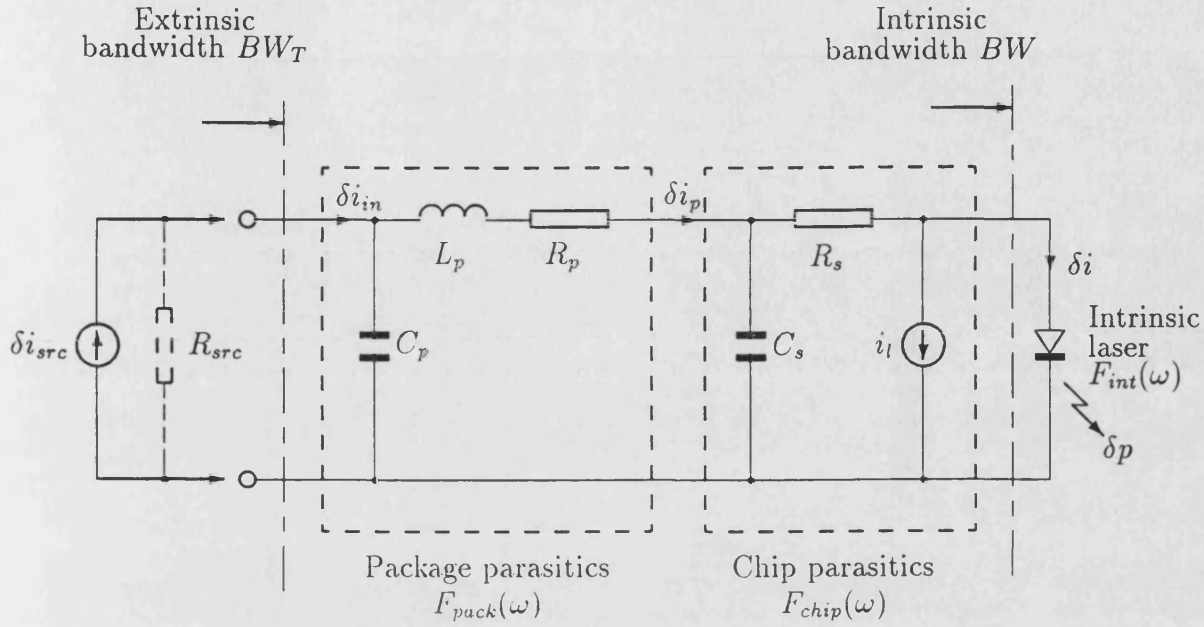 Extrinsic
bandwidth BW_T
Intrinsic
bandwidth BW
δi_in
δi_p
L_p
R_p
R_s
δi
δi_src
R_src
C_p
C_s
i_l
Intrinsic
laser
F_int(ω)
δp
Package parasitics
F_pack(ω)
Chip parasitics
F_chip(ω)